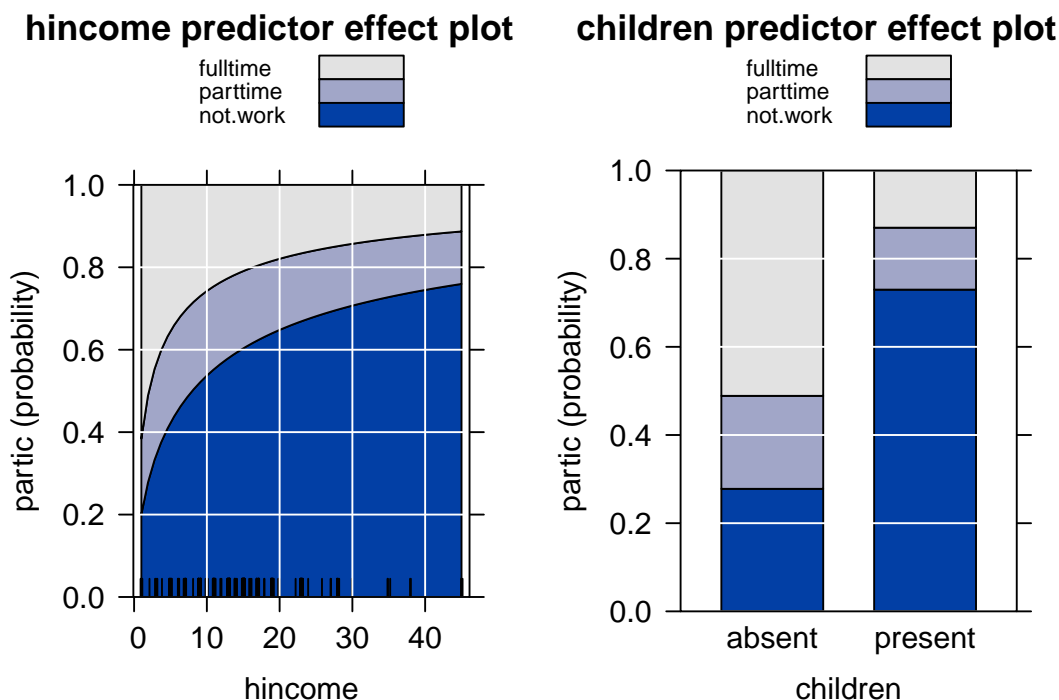 hincome predictor effect plot
fulltime
parttime
not.work
1.0
0.8
0.6
0.4
0.2
0.0
partic (probability)
0 10 20 30 40
hincome
children predictor effect plot
fulltime
parttime
not.work
1.0
0.8
0.6
0.4
0.2
0.0
partic (probability)
absent present
children